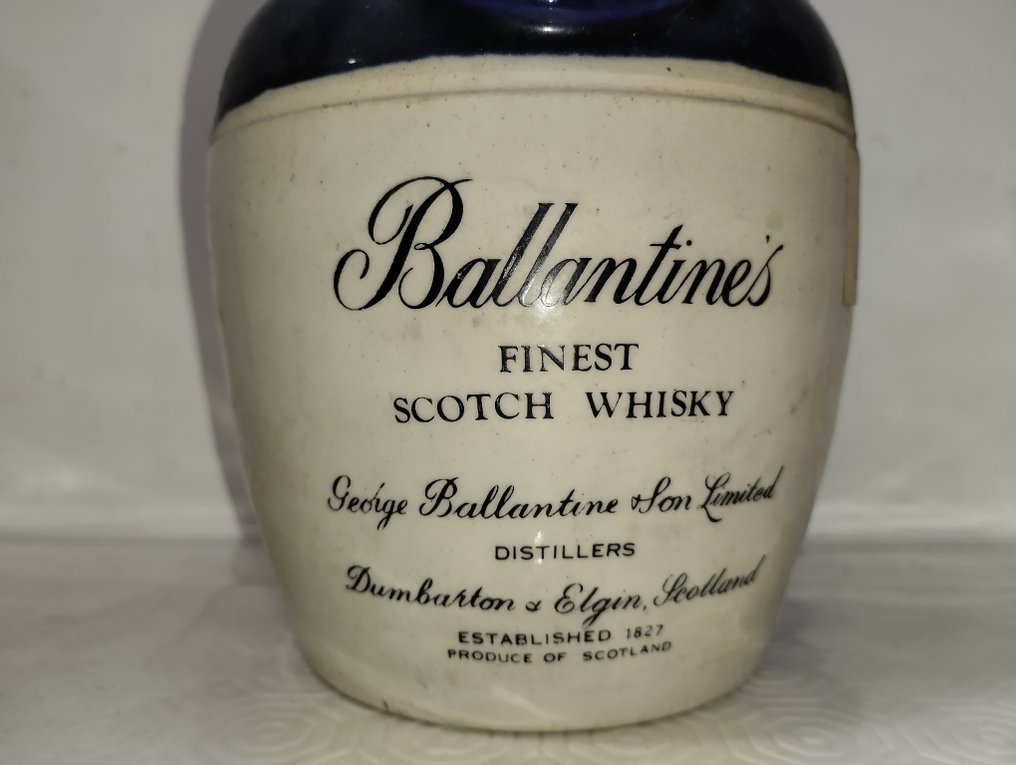 Ballantine's
FINEST
SCOTCH WHISKY
George Ballantine & Son Limited
DISTILLERS
Dumbarton & Elgin, Scotland
ESTABLISHED 1827
PRODUCE OF SCOTLAND